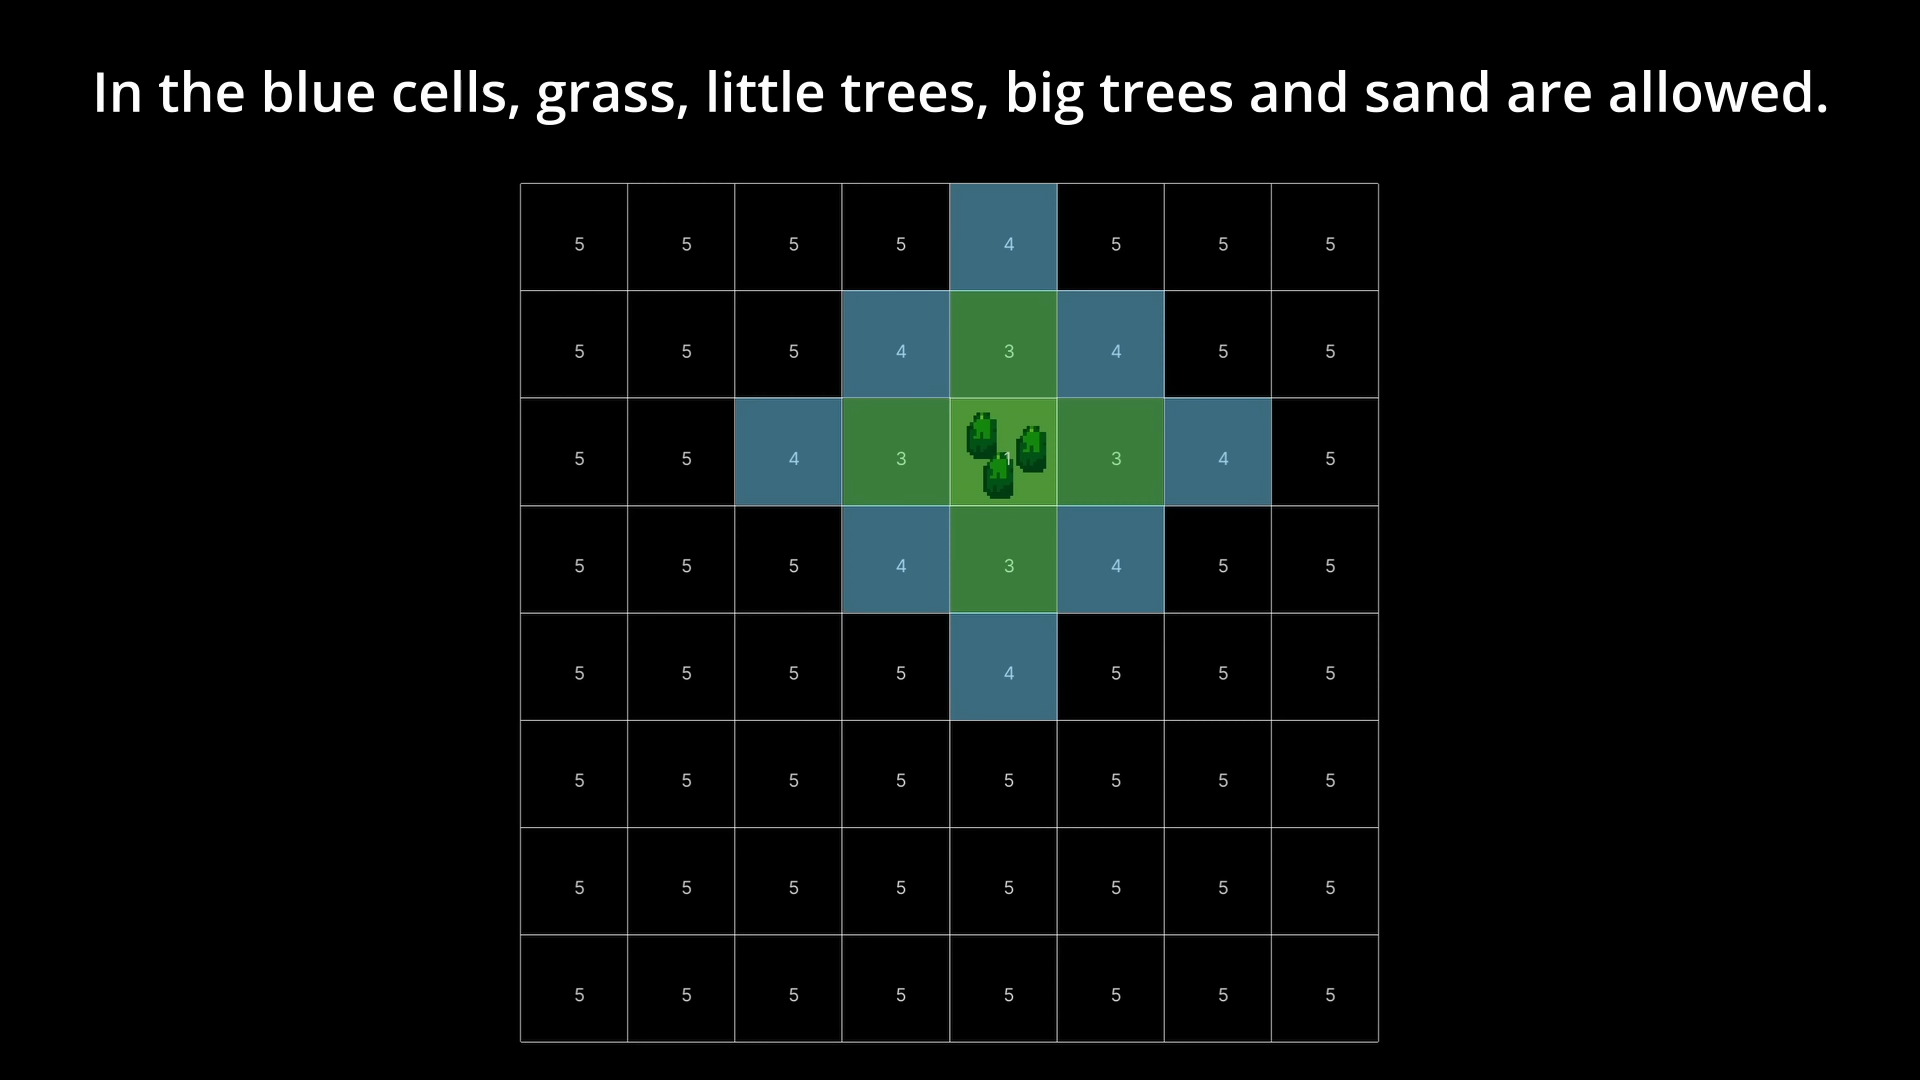 In the blue cells, grass, little trees, big trees and sand are allowed.
5 5 5 5 4 5 5 5
5 5 5 4 3 4 5 5
5 5 4 3 1 3 4 5
5 5 5 4 3 4 5 5
5 5 5 5 4 5 5 5
5 5 5 5 5 5 5 5
5 5 5 5 5 5 5 5
5 5 5 5 5 5 5 5